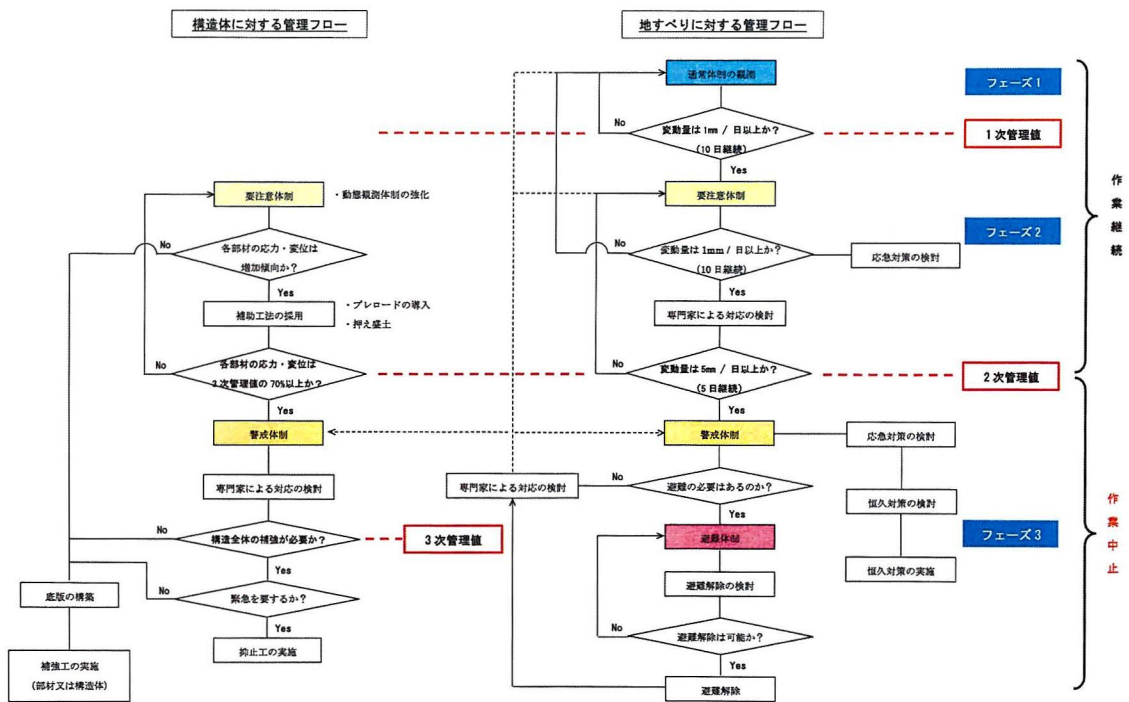 構造体に対する管理フロー
地すべりに対する管理フロー
通常体制の観測
フェーズ1
No
変動量は1mm / 日以上か?
(10日継続)
1次管理値
Yes
要注意体制
・動態観測体制の強化
要注意体制
作業継続
No
各部材の応力・変位は
増加傾向か?
No
変動量は1mm / 日以上か?
(10日継続)
フェーズ2
応急対策の検討
Yes
Yes
補助工法の採用
・プレロードの導入
・押え盛土
専門家による対応の検討
No
各部材の応力・変位は
3次管理値の70%以上か?
No
変動量は5mm / 日以上か?
(5日継続)
2次管理値
Yes
Yes
警戒体制
警戒体制
応急対策の検討
専門家による対応の検討
専門家による対応の検討
No
避難の必要はあるのか?
恒久対策の検討
Yes
No
構造全体の補強が必要か?
3次管理値
避難体制
フェーズ3
作業中止
Yes
恒久対策の実施
底版の構築
No
緊急を要するか?
避難解除の検討
Yes
No
避難解除は可能か?
抑止工の実施
補強工の実施
(部材又は構造体)
Yes
避難解除